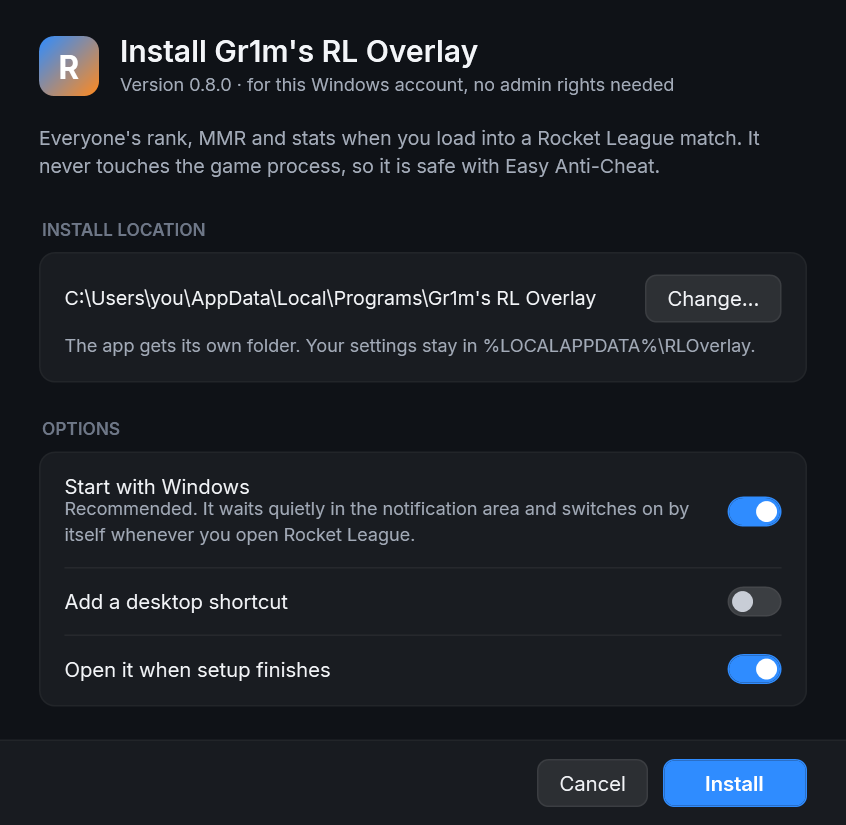 R
Install Gr1m's RL Overlay
Version 0.8.0 · for this Windows account, no admin rights needed
Everyone's rank, MMR and stats when you load into a Rocket League match. It
never touches the game process, so it is safe with Easy Anti-Cheat.
INSTALL LOCATION
C:\Users\you\AppData\Local\Programs\Gr1m's RL Overlay
Change...
The app gets its own folder. Your settings stay in %LOCALAPPDATA%\RLOverlay.
OPTIONS
Start with Windows
Recommended. It waits quietly in the notification area and switches on by
itself whenever you open Rocket League.
Add a desktop shortcut
Open it when setup finishes
Cancel
Install